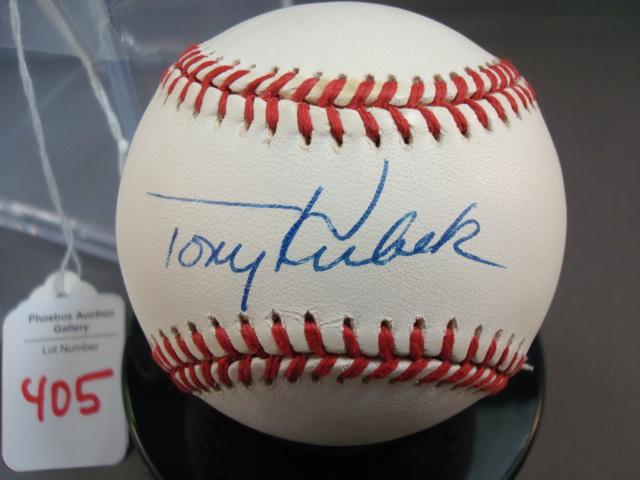 Tony Kubek
Phoebus Auction
Gallery
Lot Number
405